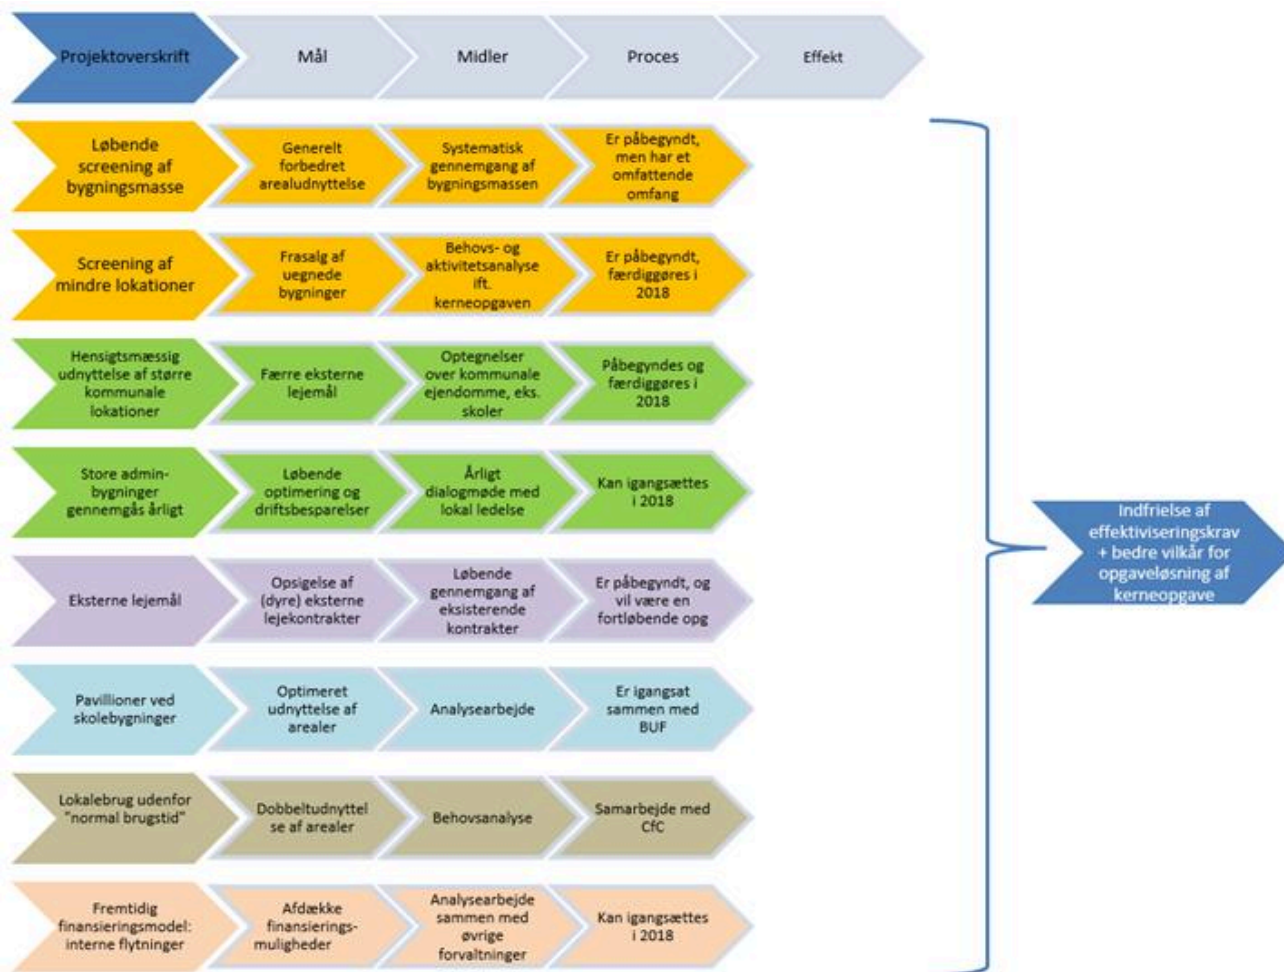 Projektoverskrift
Mål
Midler
Proces
Effekt
Løbende
screening af
bygningsmasse
Generelt
forbedret
arealudnyttelse
Systematisk
gennemgang af
bygningsmassen
Er påbegyndt,
men har et
omfattende
omfang
Screening af
mindre lokationer
Frasalg af
uegnede
bygninger
Behovs- og
aktivitetsanalyse
ift.
kerneopgaven
Er påbegyndt,
færdiggøres i
2018
Hensigtsmæssig
udnyttelse af større
kommunale
lokationer
Færre eksterne
lejemål
Optegnelser
over kommunale
ejendomme, eks.
skoler
Påbegyndes og
færdiggøres i
2018
Store admin-
bygninger
gennemgås årligt
Løbende
optimering og
driftsbesparelser
Årligt
dialogmøde med
lokal ledelse
Kan igangsættes
i 2018
Eksterne lejemål
Opsigelse af
(dyre) eksterne
lejekontrakter
Løbende
gennemgang af
eksisterende
kontrakter
Er påbegyndt, og
vil være en
fortløbende opg
Pavillioner ved
skolebygninger
Optimeret
udnyttelse af
arealer
Analysearbejde
Er igangsat
sammen med
BUF
Lokalebrug udenfor
"normal brugstid"
Dobbeltudnyttel
se af arealer
Behovsanalyse
Samarbejde med
CfC
Fremtidig
finansieringsmodel:
interne flytninger
Afdække
finansierings-
muligheder
Analysearbejde
sammen med
øvrige
forvaltninger
Kan igangsættes
i 2018
Indfrielse af
effektiviseringskrav
+ bedre vilkår for
opgaveløsning af
kerneopgave